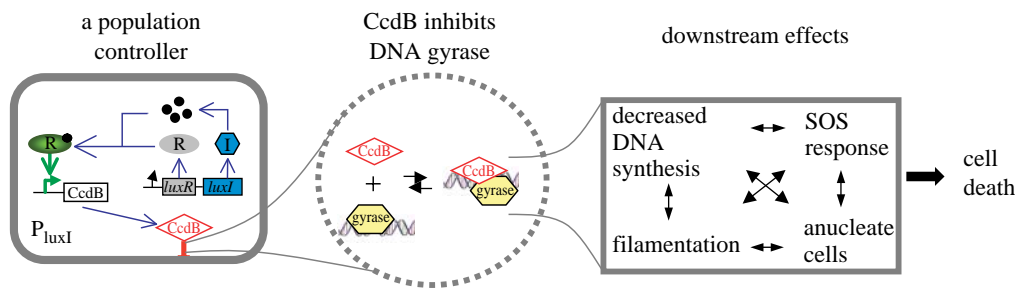 a population
controller
CcdB inhibits
DNA gyrase
downstream effects
R
R
I
CcdB
luxR
luxI
P_luxI
CcdB
CcdB
+
gyrase
CcdB
gyrase
decreased
DNA
synthesis
SOS
response
filamentation
anucleate
cells
cell
death